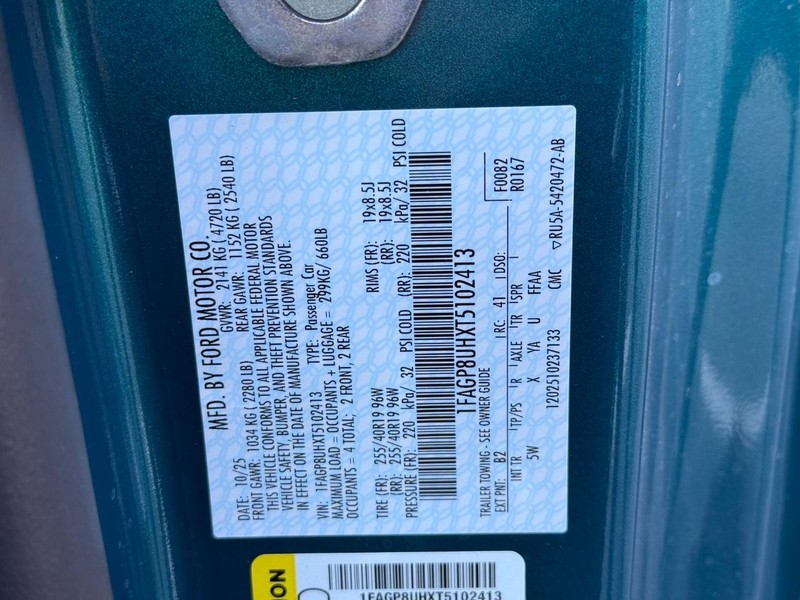 MFD. BY FORD MOTOR CO.
DATE: 10/25 GVWR: 2141 KG ( 4720 LB)
FRONT GAWR: 1034 KG ( 2280 LB) REAR GAWR: 1152 KG ( 2540 LB)
THIS VEHICLE CONFORMS TO ALL APPLICABLE FEDERAL MOTOR
VEHICLE SAFETY, BUMPER, AND THEFT PREVENTION STANDARDS
IN EFFECT ON THE DATE OF MANUFACTURE SHOWN ABOVE.
VIN: 1FAGP8UHXT5102413 TYPE: Passenger Car
MAXIMUM LOAD = OCCUPANTS + LUGGAGE = 299KG/ 660LB
OCCUPANTS = 4 TOTAL: 2 FRONT, 2 REAR
TIRE (FR): 255/40R19 96W RIMS (FR): 19x8.5J
(RR): 255/40R19 96W (RR): 19x8.5J
PRESSURE (FR): 220 kPa/ 32 PSI COLD (RR): 220 kPa/ 32 PSI COLD
1FAGP8UHXT5102413
TRAILER TOWING - SEE OWNER GUIDE F0082
EXT PNT: B2 RC: 41 DSO: R0167
INT TR TP/PS R AXLE TR SPR
5W X YA U FFAA
1202510237133 CMC ▽RU5A-5420472-AB
ION
1FAGP8UHXT5102413